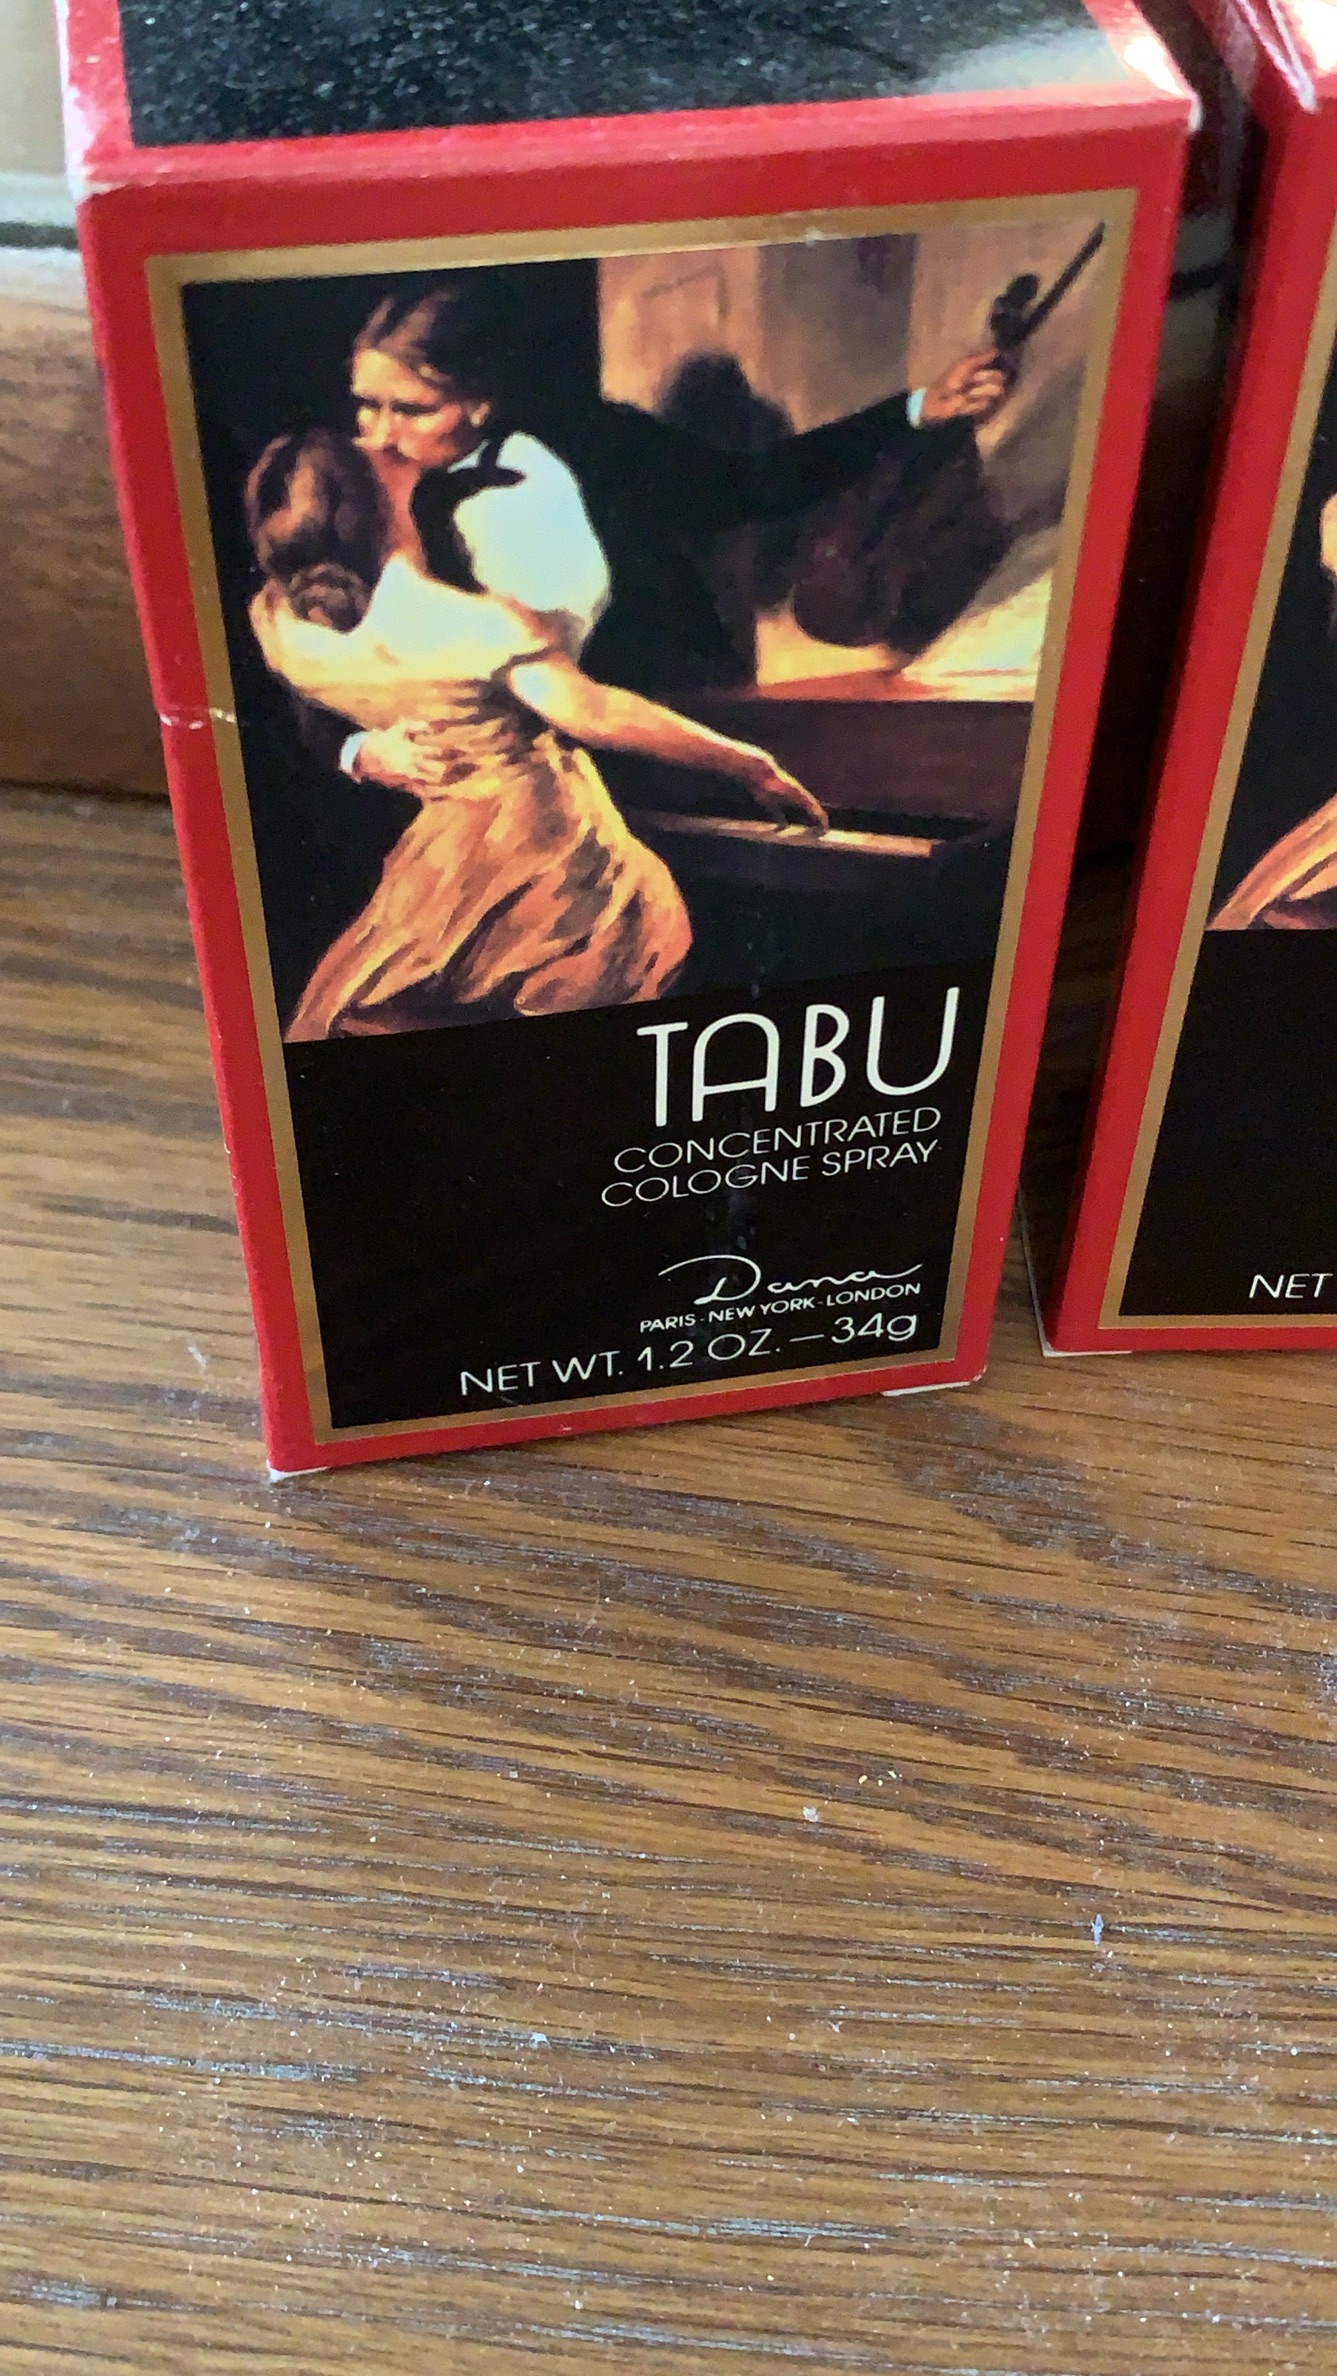 TABU
CONCENTRATED
COLOGNE SPRAY
Dana
PARIS - NEW YORK - LONDON
NET WT. 1.2 OZ. — 34g
NET